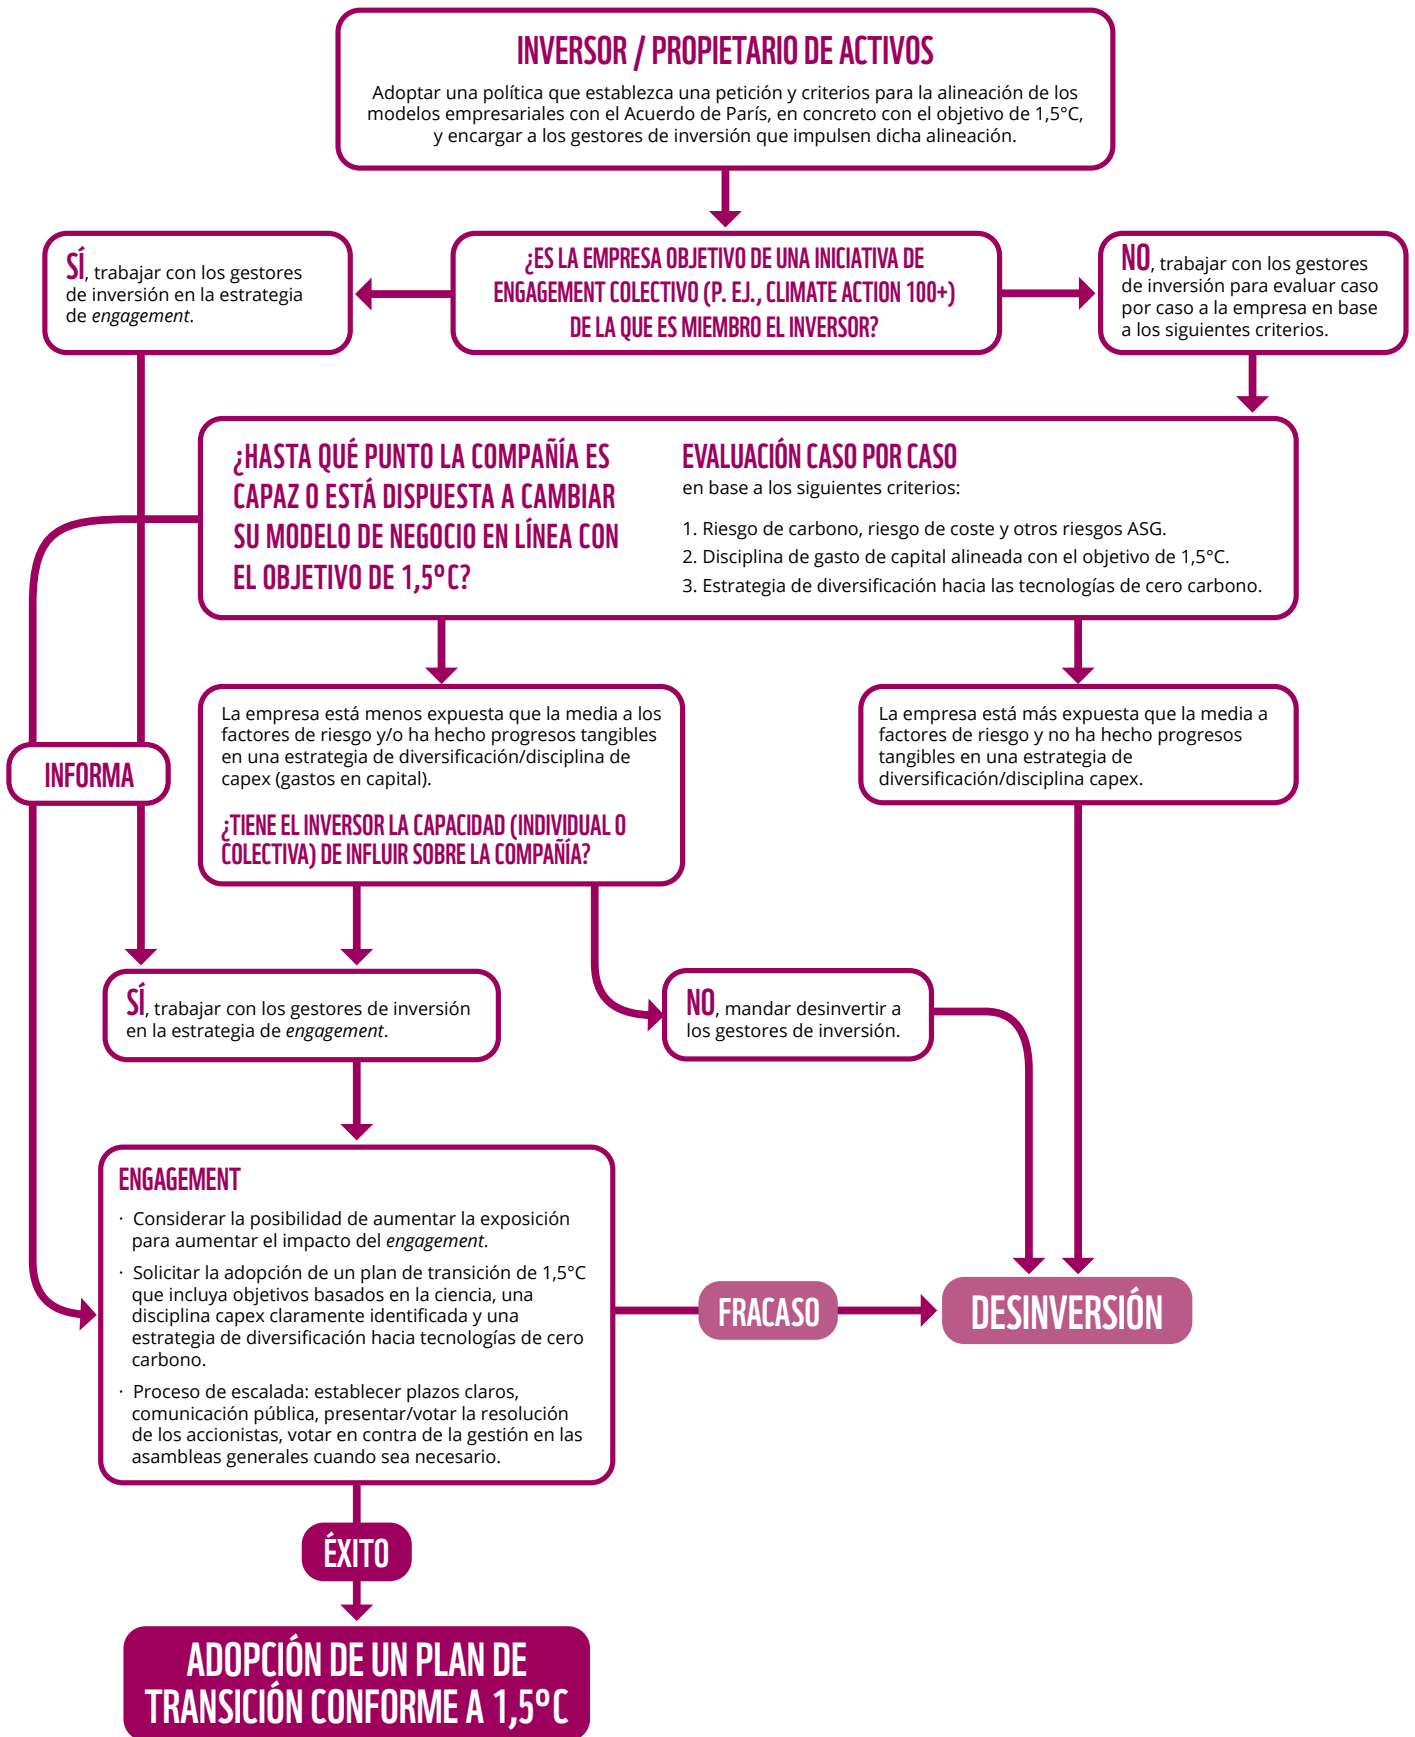 INVERSOR / PROPIETARIO DE ACTIVOS
Adoptar una política que establezca una petición y criterios para la alineación de los
modelos empresariales con el Acuerdo de París, en concreto con el objetivo de 1,5°C,
y encargar a los gestores de inversión que impulsen dicha alineación.
SÍ, trabajar con los gestores
de inversión en la estrategia
de engagement.
¿ES LA EMPRESA OBJETIVO DE UNA INICIATIVA DE
ENGAGEMENT COLECTIVO (P. EJ., CLIMATE ACTION 100+)
DE LA QUE ES MIEMBRO EL INVERSOR?
NO, trabajar con los gestores
de inversión para evaluar caso
por caso a la empresa en base
a los siguientes criterios.
¿HASTA QUÉ PUNTO LA COMPAÑÍA ES
CAPAZ O ESTÁ DISPUESTA A CAMBIAR
SU MODELO DE NEGOCIO EN LÍNEA CON
EL OBJETIVO DE 1,5ºC?
EVALUACIÓN CASO POR CASO
en base a los siguientes criterios:
1. Riesgo de carbono, riesgo de coste y otros riesgos ASG.
2. Disciplina de gasto de capital alineada con el objetivo de 1,5°C.
3. Estrategia de diversificación hacia las tecnologías de cero carbono.
La empresa está menos expuesta que la media a los
factores de riesgo y/o ha hecho progresos tangibles
en una estrategia de diversificación/disciplina de
capex (gastos en capital).
¿TIENE EL INVERSOR LA CAPACIDAD (INDIVIDUAL O
COLECTIVA) DE INFLUIR SOBRE LA COMPAÑÍA?
La empresa está más expuesta que la media a
factores de riesgo y no ha hecho progresos
tangibles en una estrategia de
diversificación/disciplina capex.
INFORMA
SÍ, trabajar con los gestores de inversión
en la estrategia de engagement.
NO, mandar desinvertir a
los gestores de inversión.
ENGAGEMENT
· Considerar la posibilidad de aumentar la exposición
para aumentar el impacto del engagement.
· Solicitar la adopción de un plan de transición de 1,5°C
que incluya objetivos basados en la ciencia, una
disciplina capex claramente identificada y una
estrategia de diversificación hacia tecnologías de cero
carbono.
· Proceso de escalada: establecer plazos claros,
comunicación pública, presentar/votar la resolución
de los accionistas, votar en contra de la gestión en las
asambleas generales cuando sea necesario.
FRACASO
DESINVERSIÓN
ÉXITO
ADOPCIÓN DE UN PLAN DE
TRANSICIÓN CONFORME A 1,5ºC